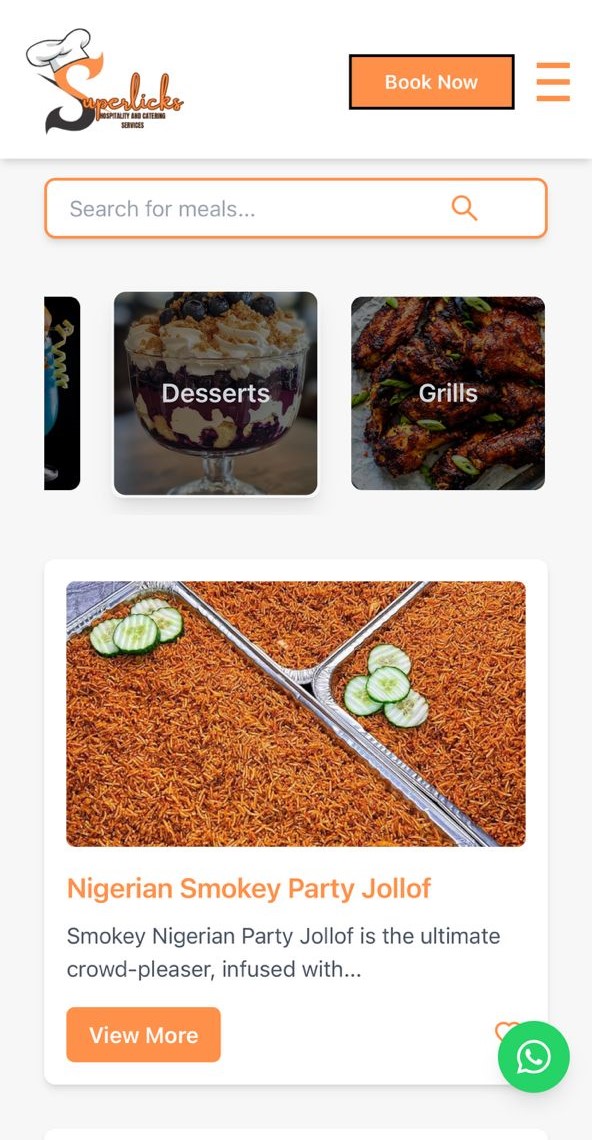 Superlicks
HOSPITALITY AND CATERING
SERVICES
Book Now
Search for meals...
Desserts
Grills
Nigerian Smokey Party Jollof
Smokey Nigerian Party Jollof is the ultimate
crowd-pleaser, infused with...
View More